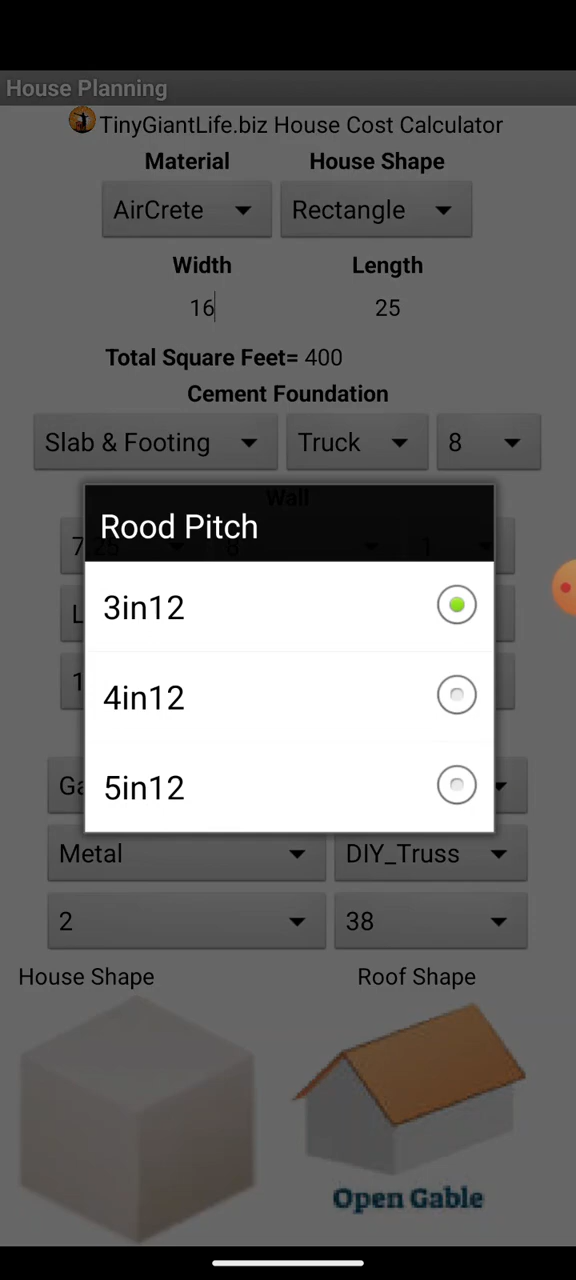 House Planning
TinyGiantLife.biz House Cost Calculator
Material House Shape
AirCrete Rectangle
Width Length
16 25
Total Square Feet= 400
Cement Foundation
Slab & Footing Truck 8
Wall
Rood Pitch
3in12
4in12
5in12
Metal DIY_Truss
2 38
House Shape Roof Shape
Open Gable